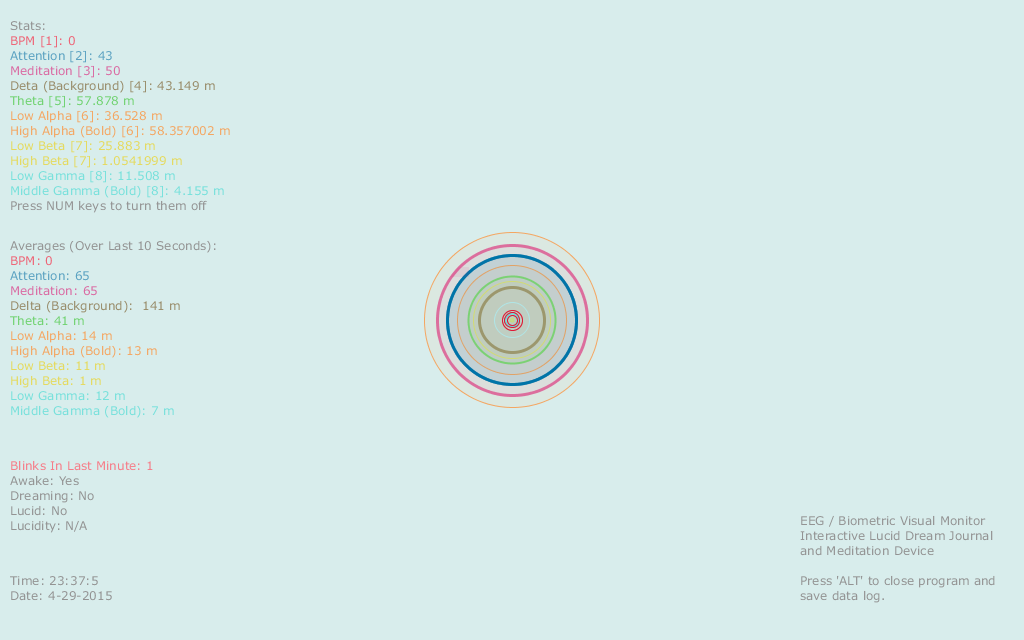 Stats:
BPM [1]: 0
Attention [2]: 43
Meditation [3]: 50
Deta (Background) [4]: 43.149 m
Theta [5]: 57.878 m
Low Alpha [6]: 36.528 m
High Alpha (Bold) [6]: 58.357002 m
Low Beta [7]: 25.883 m
High Beta [7]: 1.0541999 m
Low Gamma [8]: 11.508 m
Middle Gamma (Bold) [8]: 4.155 m
Press NUM keys to turn them off
Averages (Over Last 10 Seconds):
BPM: 0
Attention: 65
Meditation: 65
Delta (Background):  141 m
Theta: 41 m
Low Alpha: 14 m
High Alpha (Bold): 13 m
Low Beta: 11 m
High Beta: 1 m
Low Gamma: 12 m
Middle Gamma (Bold): 7 m
Blinks In Last Minute: 1
Awake: Yes
Dreaming: No
Lucid: No
Lucidity: N/A
Time: 23:37:5
Date: 4-29-2015
EEG / Biometric Visual Monitor
Interactive Lucid Dream Journal
and Meditation Device
Press 'ALT' to close program and
save data log.